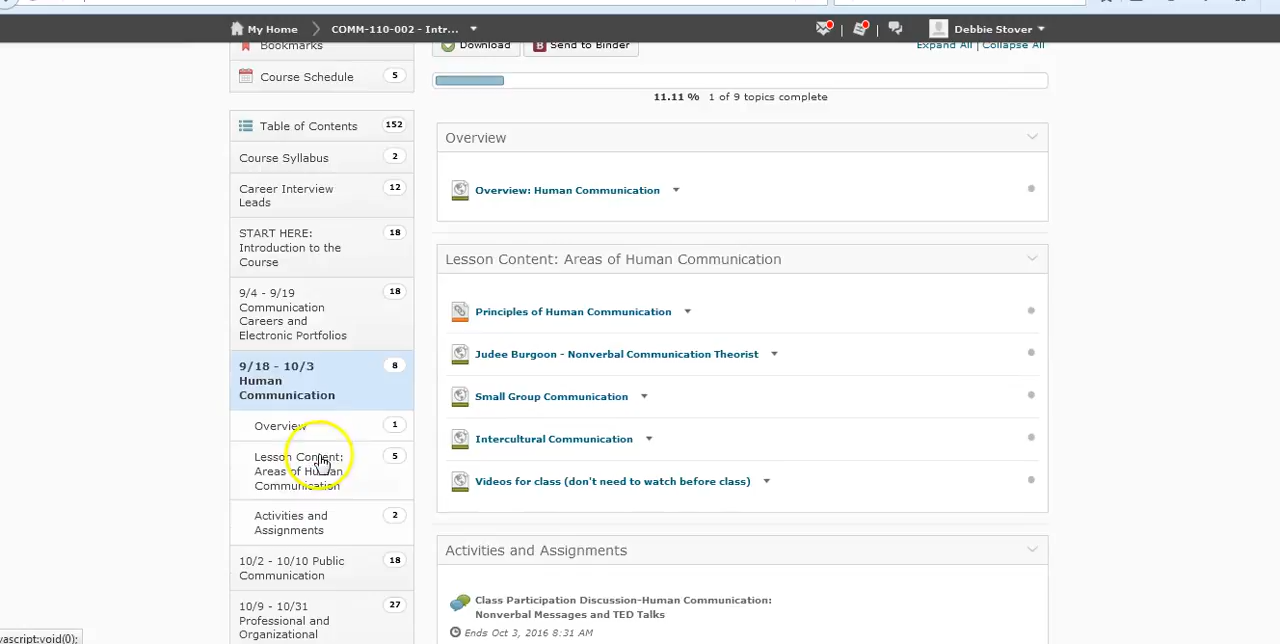 My Home
COMM-110-002 - Intr...
Debbie Stover
Bookmarks
Course Schedule 5
Table of Contents 152
Course Syllabus 2
Career Interview 12
Leads
START HERE: 18
Introduction to the
Course
9/4 - 9/19 18
Communication
Careers and
Electronic Portfolios
9/18 - 10/3 8
Human
Communication
Overview 1
Lesson Content: 5
Areas of Human
Communication
Activities and 2
Assignments
10/2 - 10/10 Public 18
Communication
10/9 - 10/31 27
Professional and
Organizational
Download
Send to Binder
Expand All | Collapse All
11.11 % 1 of 9 topics complete
Overview
Overview: Human Communication
Lesson Content: Areas of Human Communication
Principles of Human Communication
Judee Burgoon - Nonverbal Communication Theorist
Small Group Communication
Intercultural Communication
Videos for class (don't need to watch before class)
Activities and Assignments
Class Participation Discussion-Human Communication:
Nonverbal Messages and TED Talks
Ends Oct 3, 2016 8:31 AM
vascript:void(0);